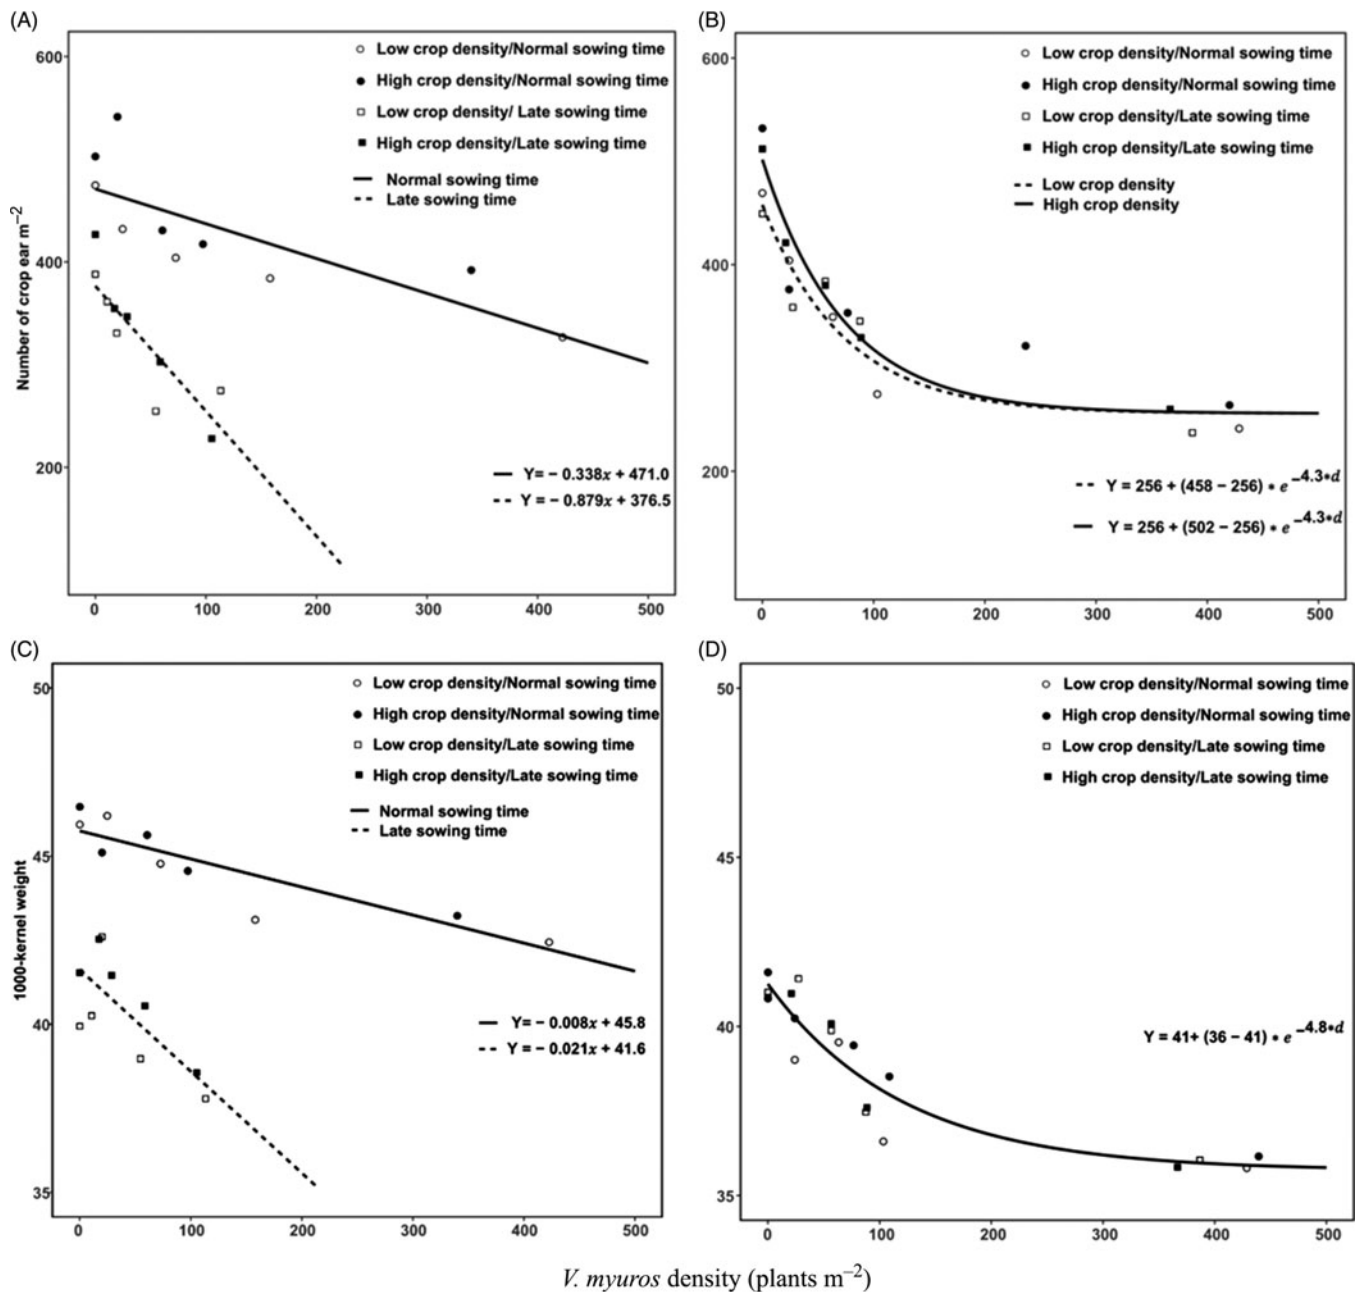 (A)
600
400
200
Number of crop ear m−2
Low crop density/Normal sowing time
High crop density/Normal sowing time
Low crop density/ Late sowing time
High crop density/Late sowing time
Normal sowing time
Late sowing time
Y= − 0.338x + 471.0
Y = − 0.879x + 376.5
0 100 200 300 400 500
(B)
600
400
200
Low crop density/Normal sowing time
High crop density/Normal sowing time
Low crop density/Late sowing time
High crop density/Late sowing time
Low crop density
High crop density
Y = 256 + (458 − 256) * e −4.3*d
Y = 256 + (502 − 256) * e −4.3*d
0 100 200 300 400 500
(C)
50
45
40
35
1000-kernel weight
Low crop density/Normal sowing time
High crop density/Normal sowing time
Low crop density/Late sowing time
High crop density/Late sowing time
Normal sowing time
Late sowing time
Y= − 0.008x + 45.8
Y = − 0.021x + 41.6
0 100 200 300 400 500
(D)
50
45
40
35
Low crop density/Normal sowing time
High crop density/Normal sowing time
Low crop density/Late sowing time
High crop density/Late sowing time
Y = 41+ (36 − 41) * e −4.8*d
0 100 200 300 400 500
V. myuros density (plants m−2)